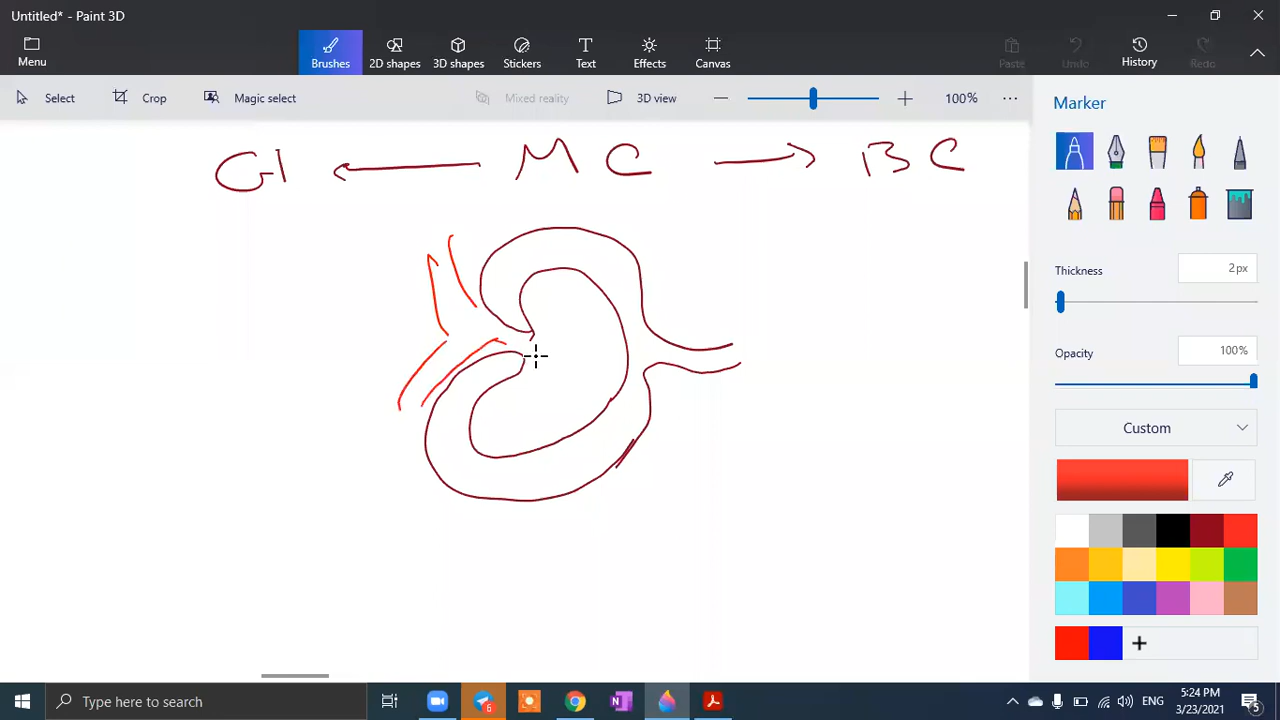 Untitled* - Paint 3D
Menu
Brushes
2D shapes
3D shapes
Stickers
Text
Effects
Canvas
Paste
Undo
History
Redo
Select
Crop
Magic select
Mixed reality
3D view
100%
Marker
Thickness
2px
Opacity
100%
Custom
MC
BC
Type here to search
6
ENG
5:24 PM
3/23/2021
5